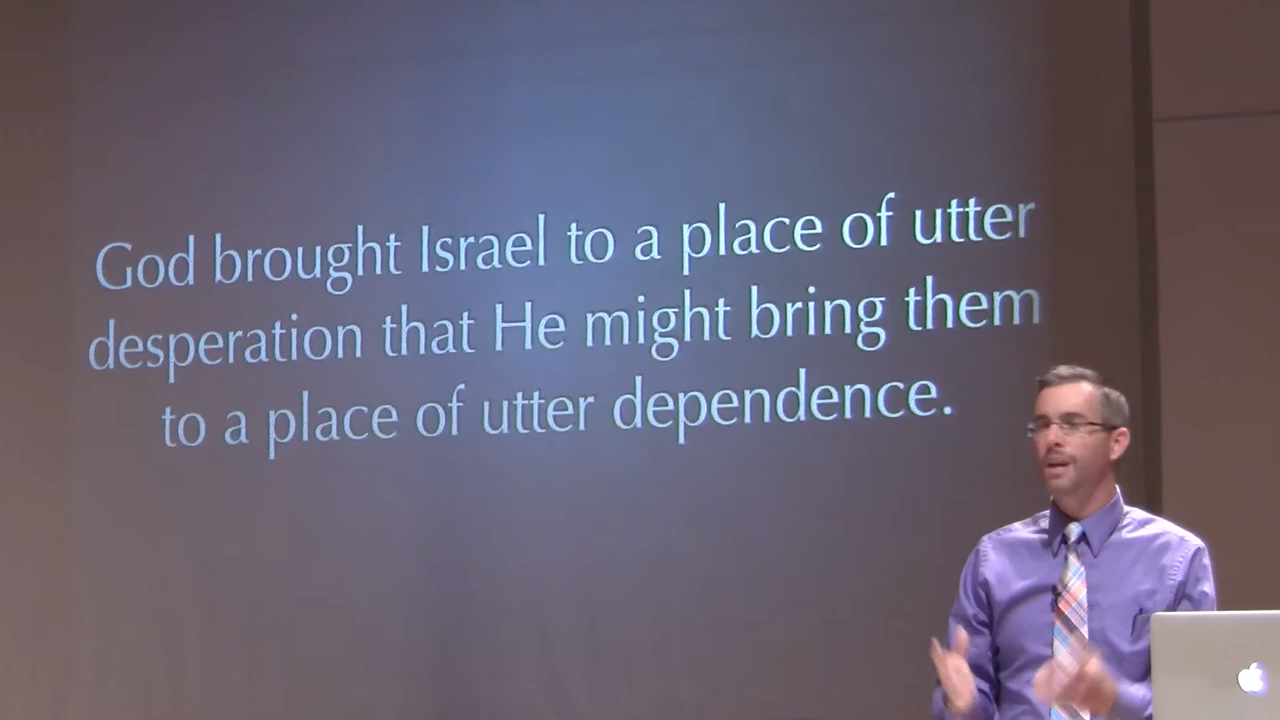 God brought Israel to a place of utter
desperation that He might bring them
to a place of utter dependence.